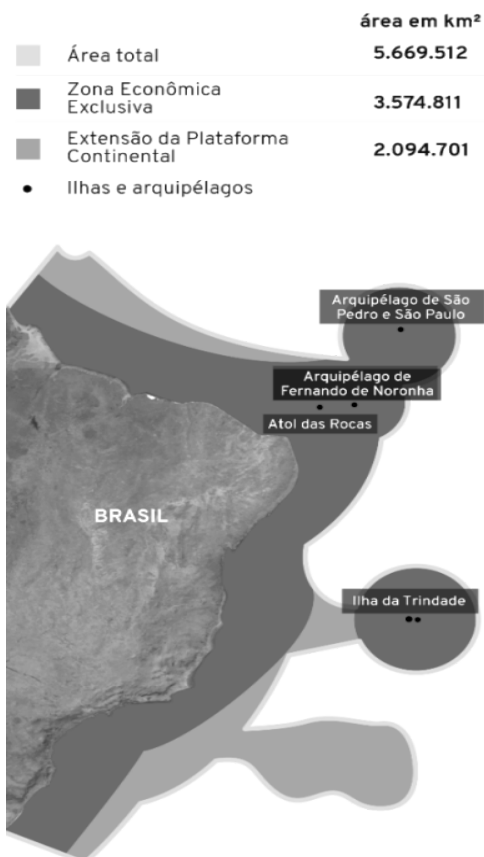 área em km²
Área total 5.669.512
Zona Econômica
Exclusiva 3.574.811
Extensão da Plataforma
Continental 2.094.701
Ilhas e arquipélagos
Arquipélago de São
Pedro e São Paulo
Arquipélago de
Fernando de Noronha
Atol das Rocas
BRASIL
Ilha da Trindade